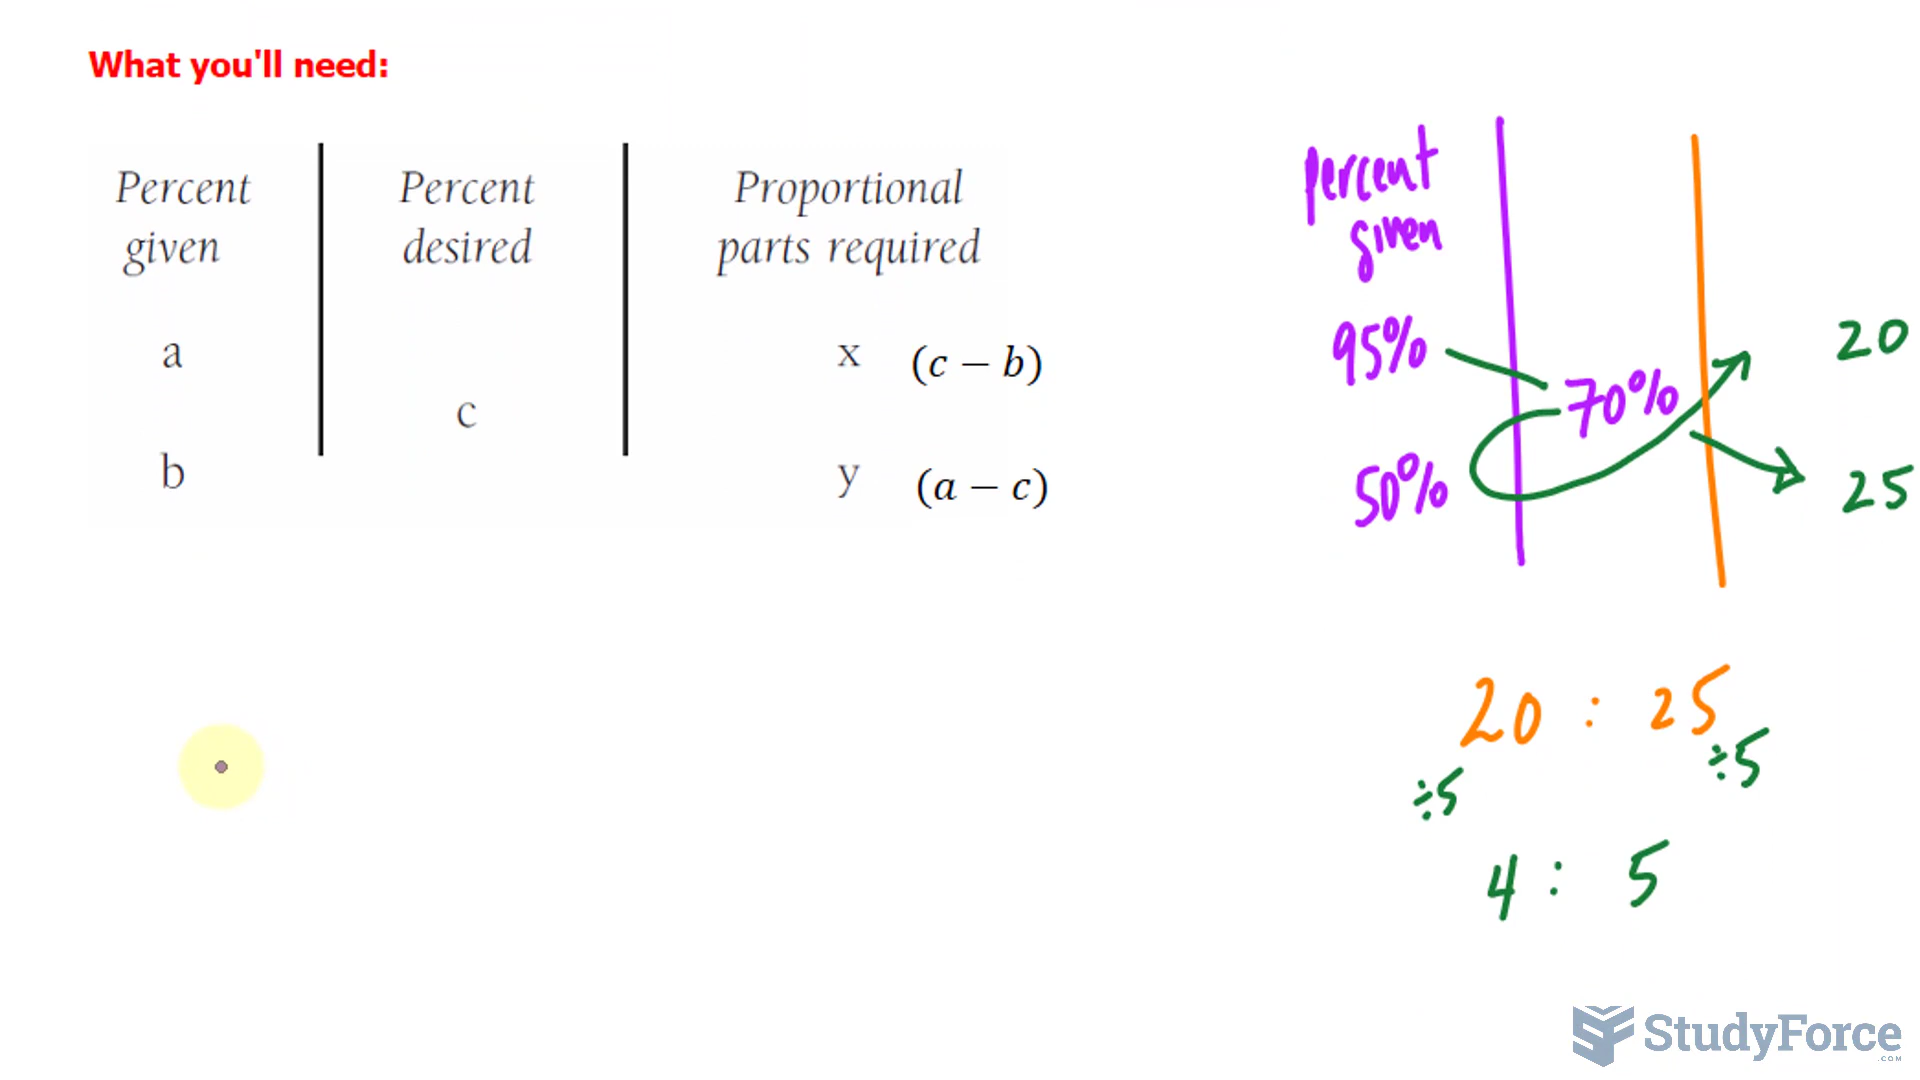 What you'll need:
Percent given
Percent desired
Proportional parts required
a
x (c − b)
c
b
y (a − c)
percent
given
95%
20
70%
50%
25
20 : 25
÷5 ÷5
4 : 5
StudyForce
.COM